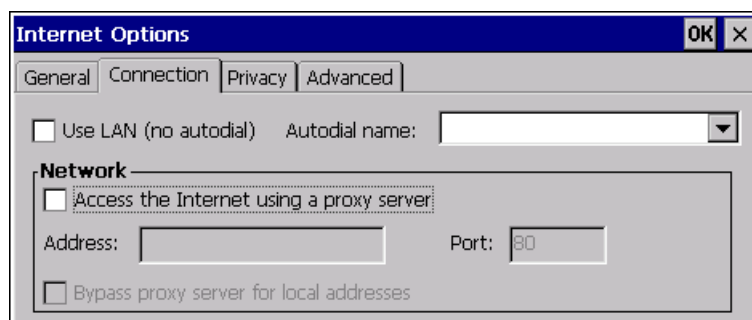 Internet Options OK ×
General Connection Privacy Advanced
Use LAN (no autodial) Autodial name:
Network
Access the Internet using a proxy server
Address: Port: 80
Bypass proxy server for local addresses